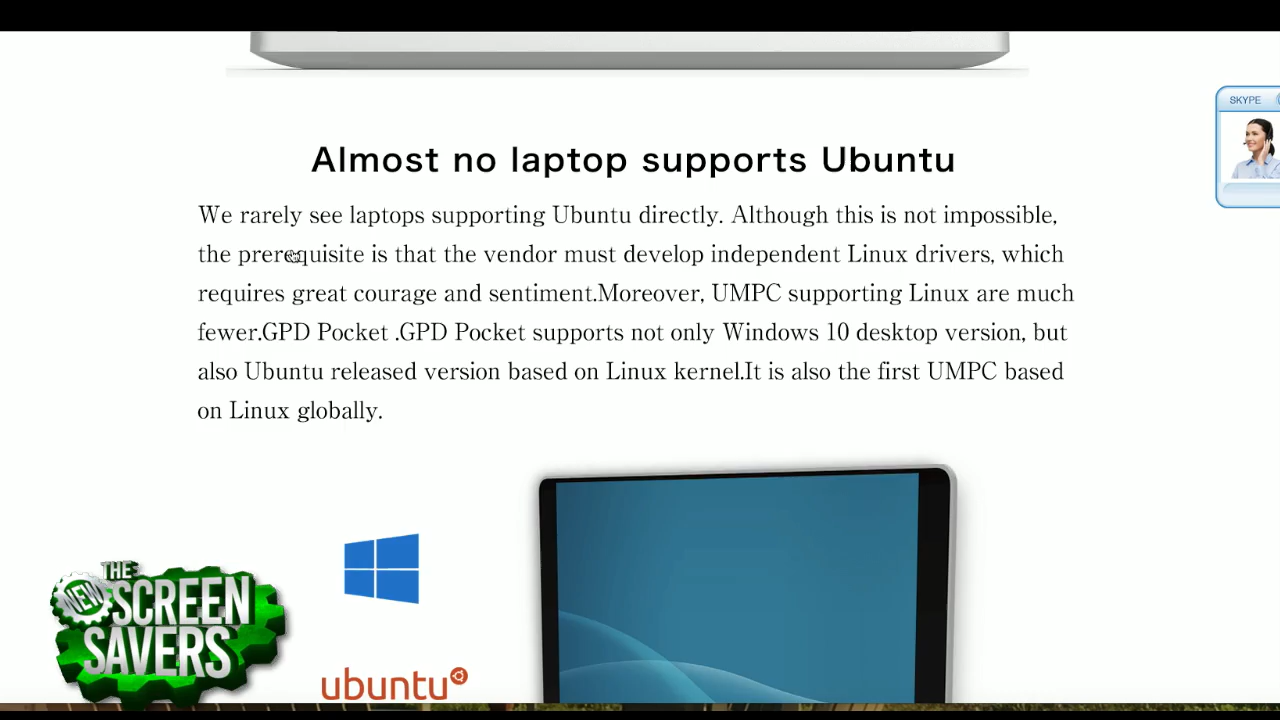 SKYPE
Almost no laptop supports Ubuntu
We rarely see laptops supporting Ubuntu directly. Although this is not impossible,
the prerequisite is that the vendor must develop independent Linux drivers, which
requires great courage and sentiment.Moreover, UMPC supporting Linux are much
fewer.GPD Pocket .GPD Pocket supports not only Windows 10 desktop version, but
also Ubuntu released version based on Linux kernel.It is also the first UMPC based
on Linux globally.
THE
NEW
SCREEN
SAVERS
ubuntu